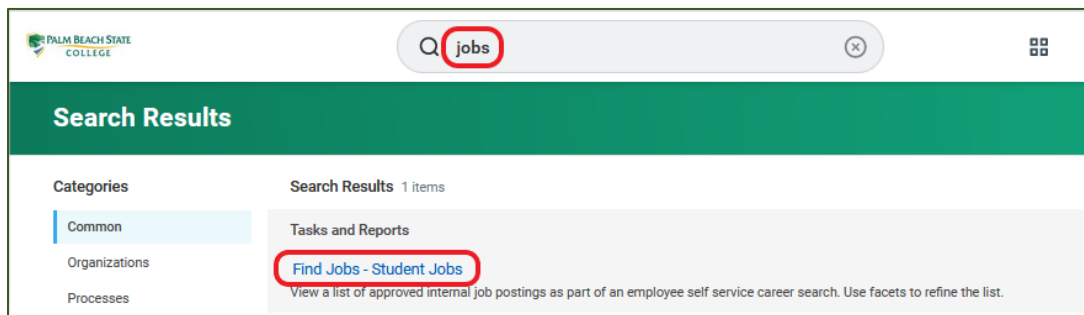 PALM BEACH STATE
COLLEGE
jobs
Search Results
Categories
Search Results 1 items
Common
Tasks and Reports
Organizations
Find Jobs - Student Jobs
Processes
View a list of approved internal job postings as part of an employee self service career search. Use facets to refine the list.